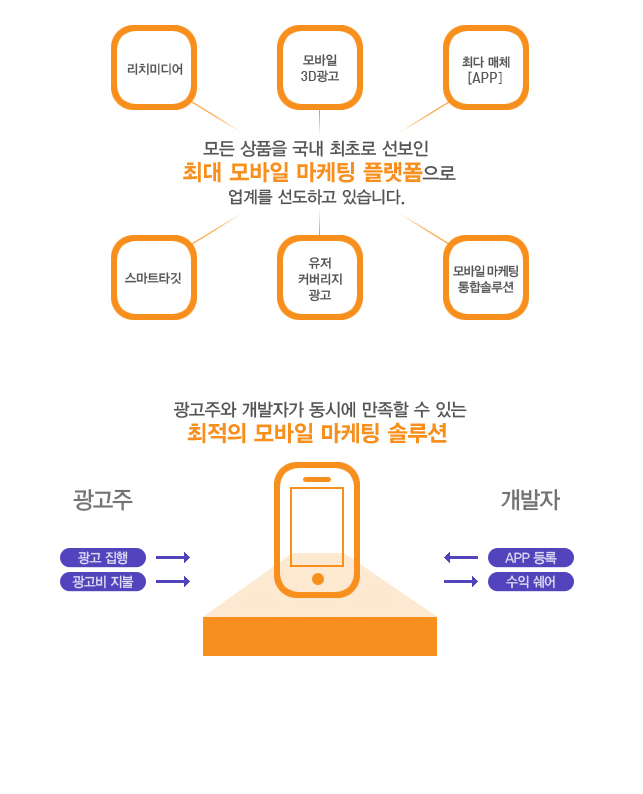 리치미디어
모바일
3D광고
최다 매체
[APP]
모든 상품을 국내 최초로 선보인
최대 모바일 마케팅 플랫폼으로
업계를 선도하고 있습니다.
스마트타깃
유저
커버리지
광고
모바일 마케팅
통합솔루션
광고주와 개발자가 동시에 만족할 수 있는
최적의 모바일 마케팅 솔루션
광고주
개발자
광고 집행
APP 등록
광고비 지불
수익 쉐어